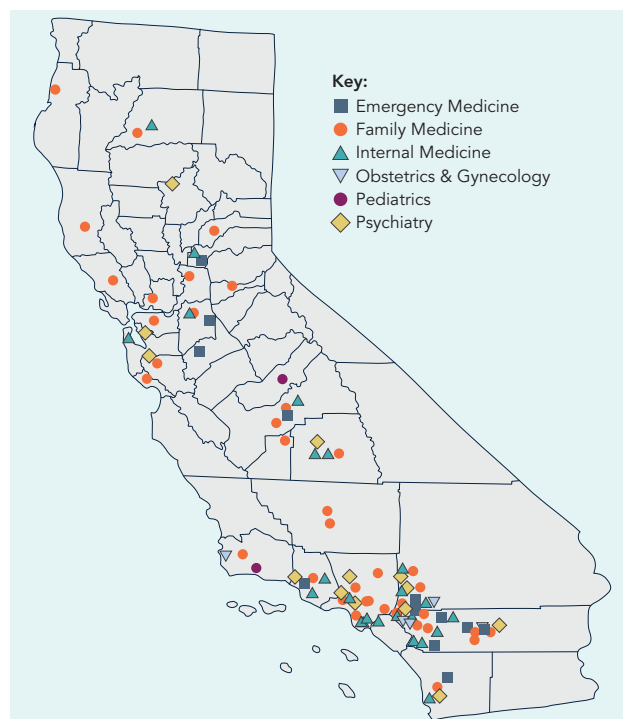 Key:
Emergency Medicine
Family Medicine
Internal Medicine
Obstetrics & Gynecology
Pediatrics
Psychiatry